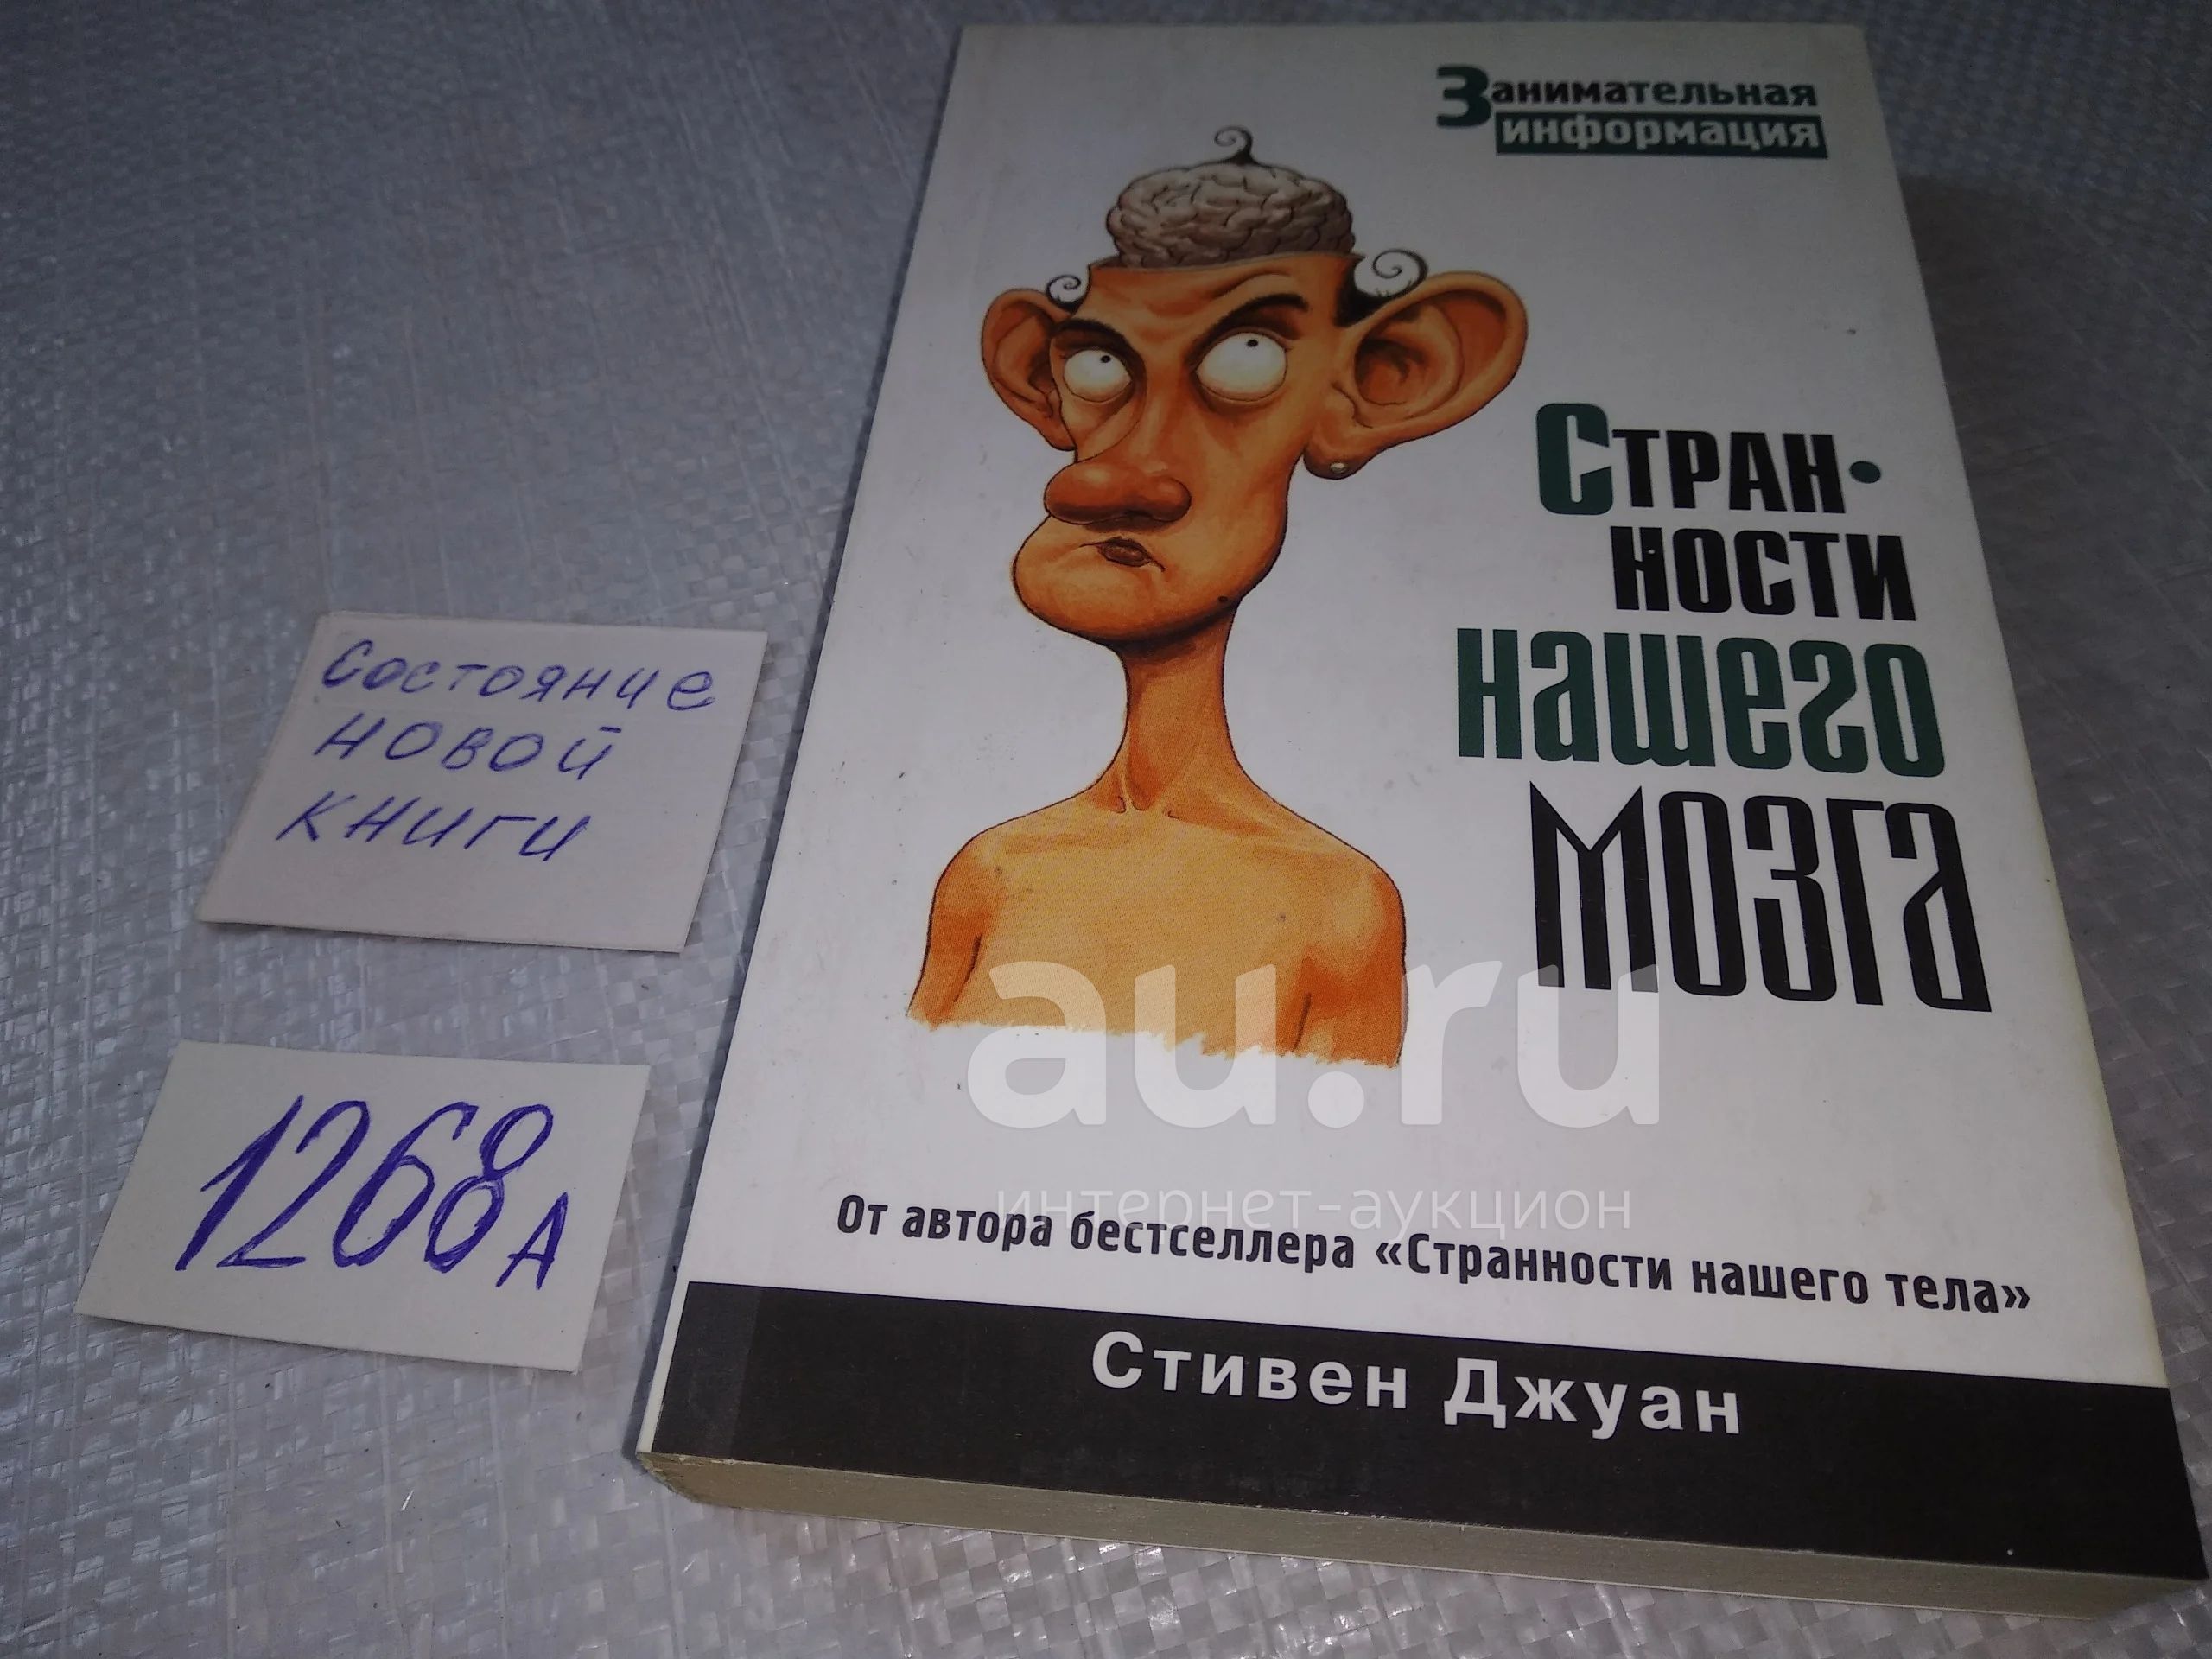 Занимательная
информация
Стран-
ности
нашего
мозга
От автора бестселлера «Странности нашего тела»
Стивен Джуан
Состояние
новой
книги
1268А
au.ru
интернет-аукцион